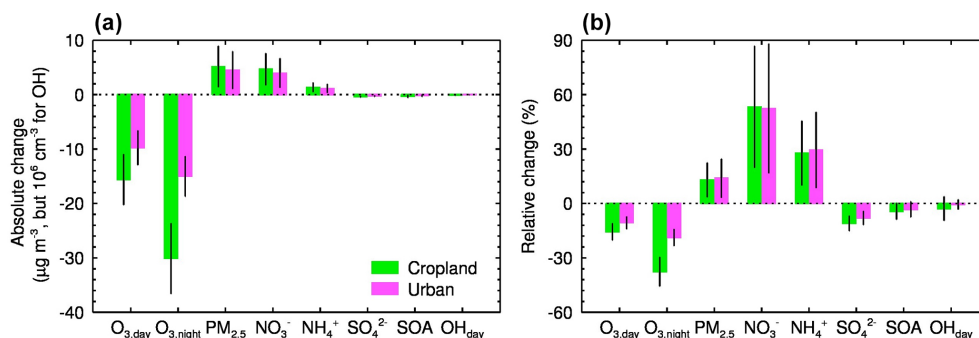 (a)
Absolute change
(μg m⁻³, but 10⁶ cm⁻³ for OH)
10
0
-10
-20
-30
-40
Cropland
Urban
O₃,day O₃,night PM₂.₅ NO₃⁻ NH₄⁺ SO₄²⁻ SOA OHday
(b)
Relative change (%)
90
60
30
0
-30
-60
O₃,day O₃,night PM₂.₅ NO₃⁻ NH₄⁺ SO₄²⁻ SOA OHday